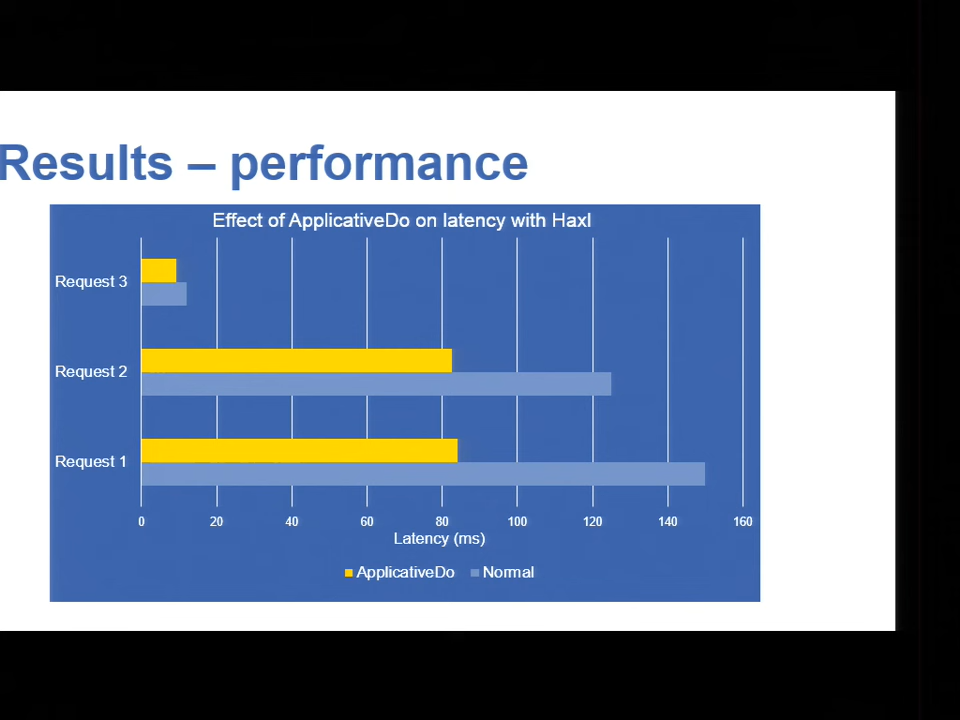 Results – performance
Effect of ApplicativeDo on latency with Haxl
Request 3
Request 2
Request 1
0 20 40 60 80 100 120 140 160
Latency (ms)
ApplicativeDo Normal